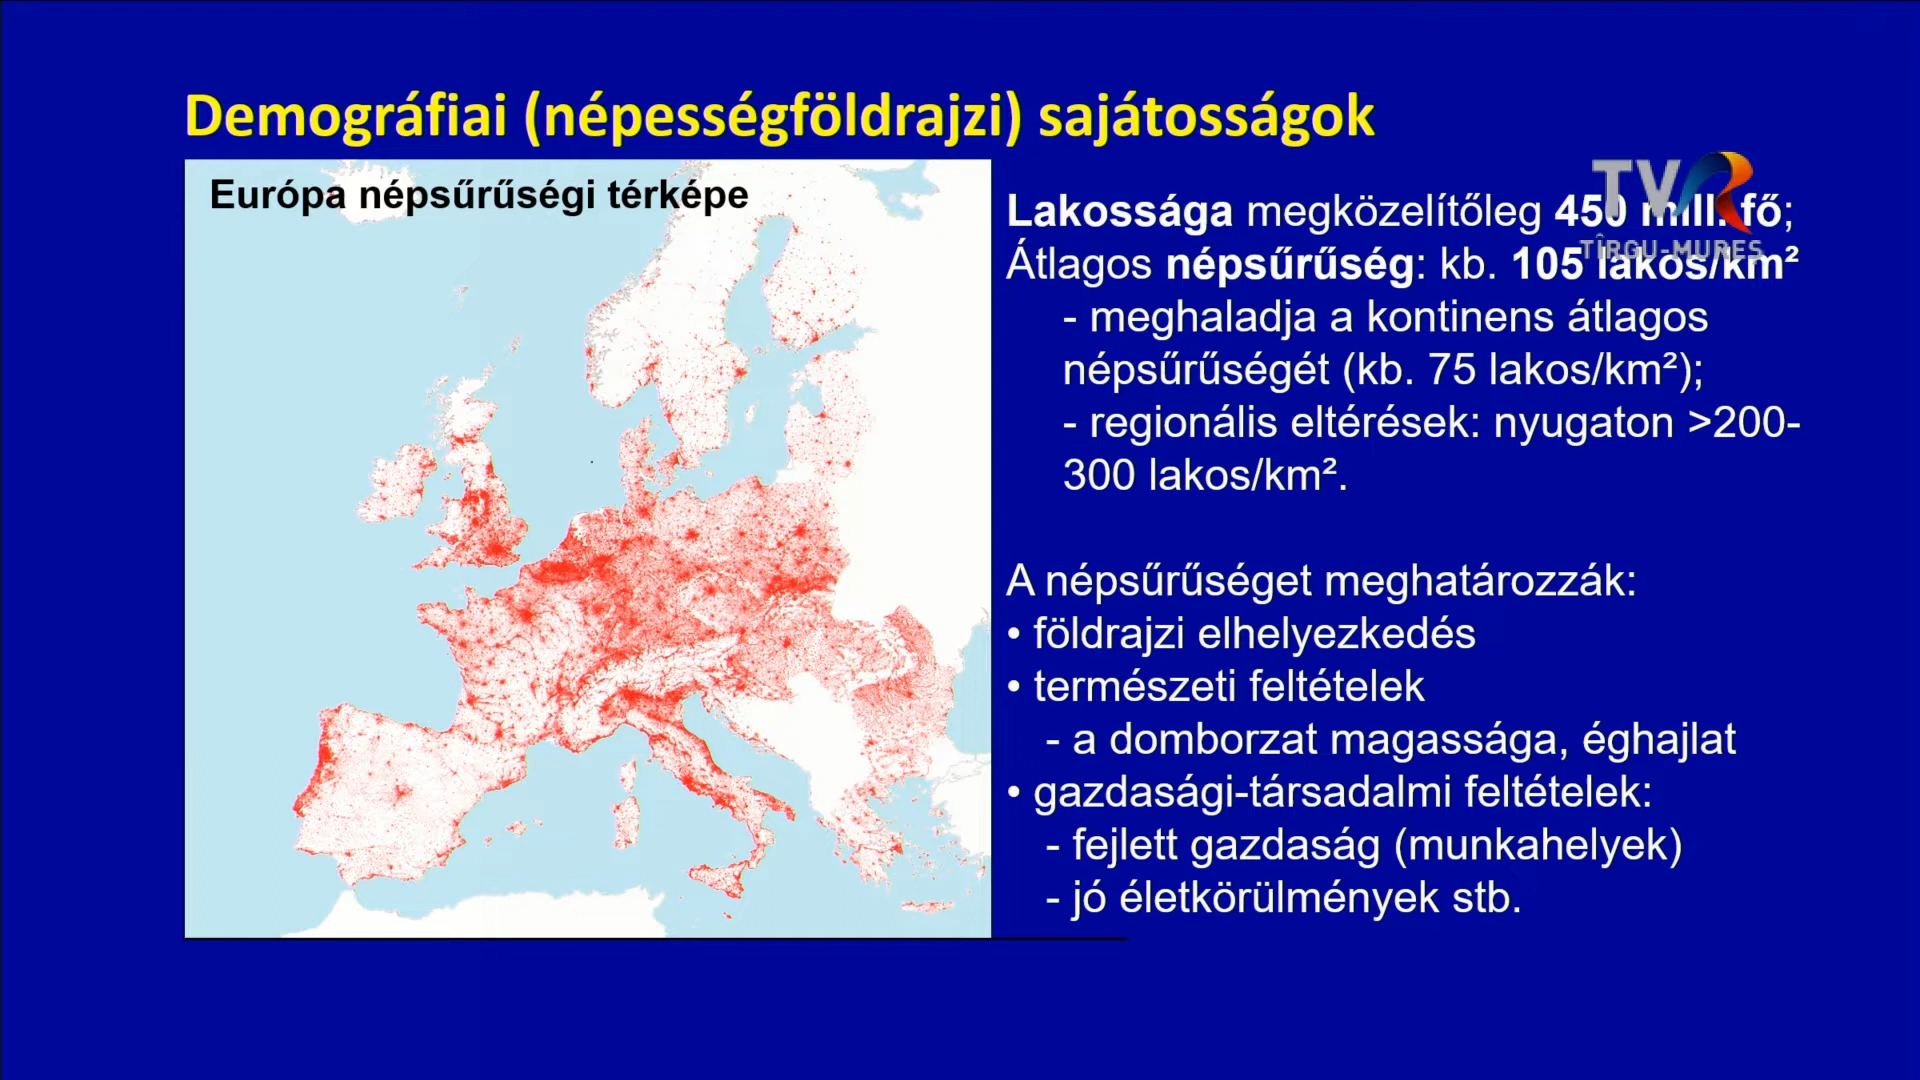 Demográfiai (népességföldrajzi) sajátosságok
Európa népsűrűségi térképe
TVR
TÎRGU-MUREȘ
Lakossága megközelítőleg 450 mill. fő;
Átlagos népsűrűség: kb. 105 lakos/km²
- meghaladja a kontinens átlagos
népsűrűségét (kb. 75 lakos/km²);
- regionális eltérések: nyugaton >200-
300 lakos/km².
A népsűrűséget meghatározzák:
• földrajzi elhelyezkedés
• természeti feltételek
- a domborzat magassága, éghajlat
• gazdasági-társadalmi feltételek:
- fejlett gazdaság (munkahelyek)
- jó életkörülmények stb.